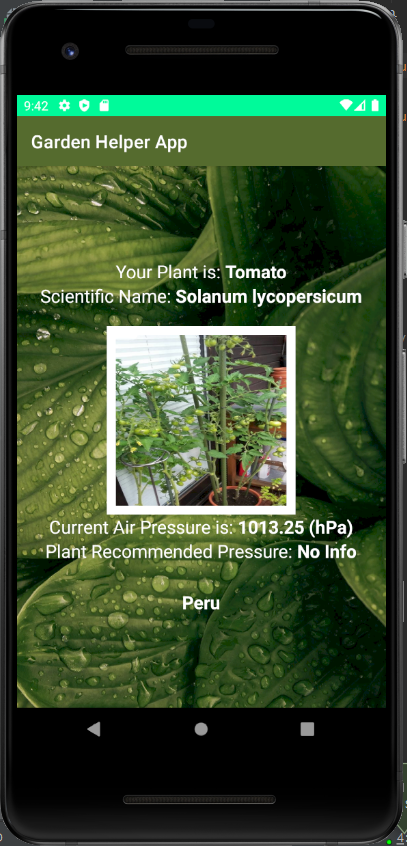 9:42
Garden Helper App
Your Plant is: Tomato
Scientific Name: Solanum lycopersicum
Current Air Pressure is: 1013.25 (hPa)
Plant Recommended Pressure: No Info
Peru